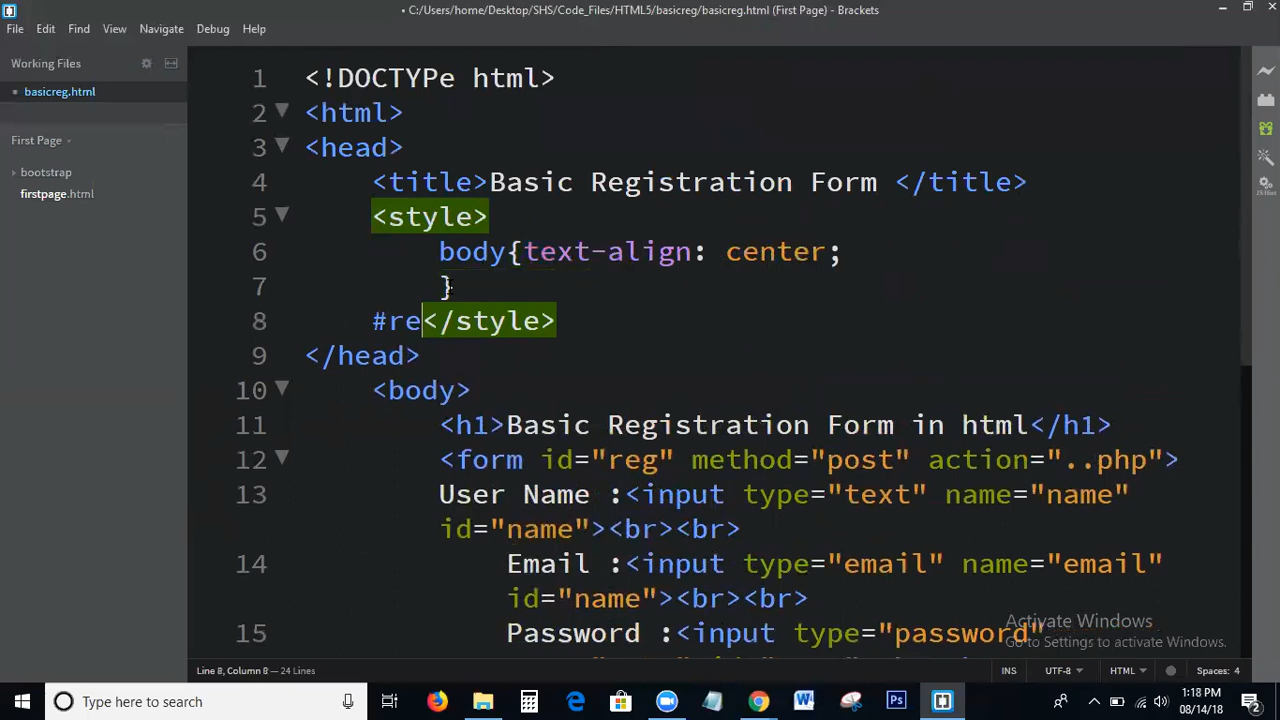 C:/Users/home/Desktop/SHS/Code_Files/HTML5/basicreg/basicreg.html (First Page) - Brackets
File Edit Find View Navigate Debug Help
Working Files
basicreg.html
First Page
bootstrap
firstpage.html
1 <!DOCTYPe html>
2 <html>
3 <head>
4 <title>Basic Registration Form </title>
5 <style>
6 body{text-align: center;
7 }
8 #re</style>
9 </head>
10 <body>
11 <h1>Basic Registration Form in html</h1>
12 <form id="reg" method="post" action="..php">
13 User Name :<input type="text" name="name"
id="name"><br><br>
14 Email :<input type="email" name="email"
id="name"><br><br>
15 Password :<input type="password"
Activate Windows
Go to Settings to activate Windows.
Line 8, Column 8 - 24 Lines
INS UTF-8 HTML Spaces: 4
Type here to search
1:18 PM
08/14/18
2